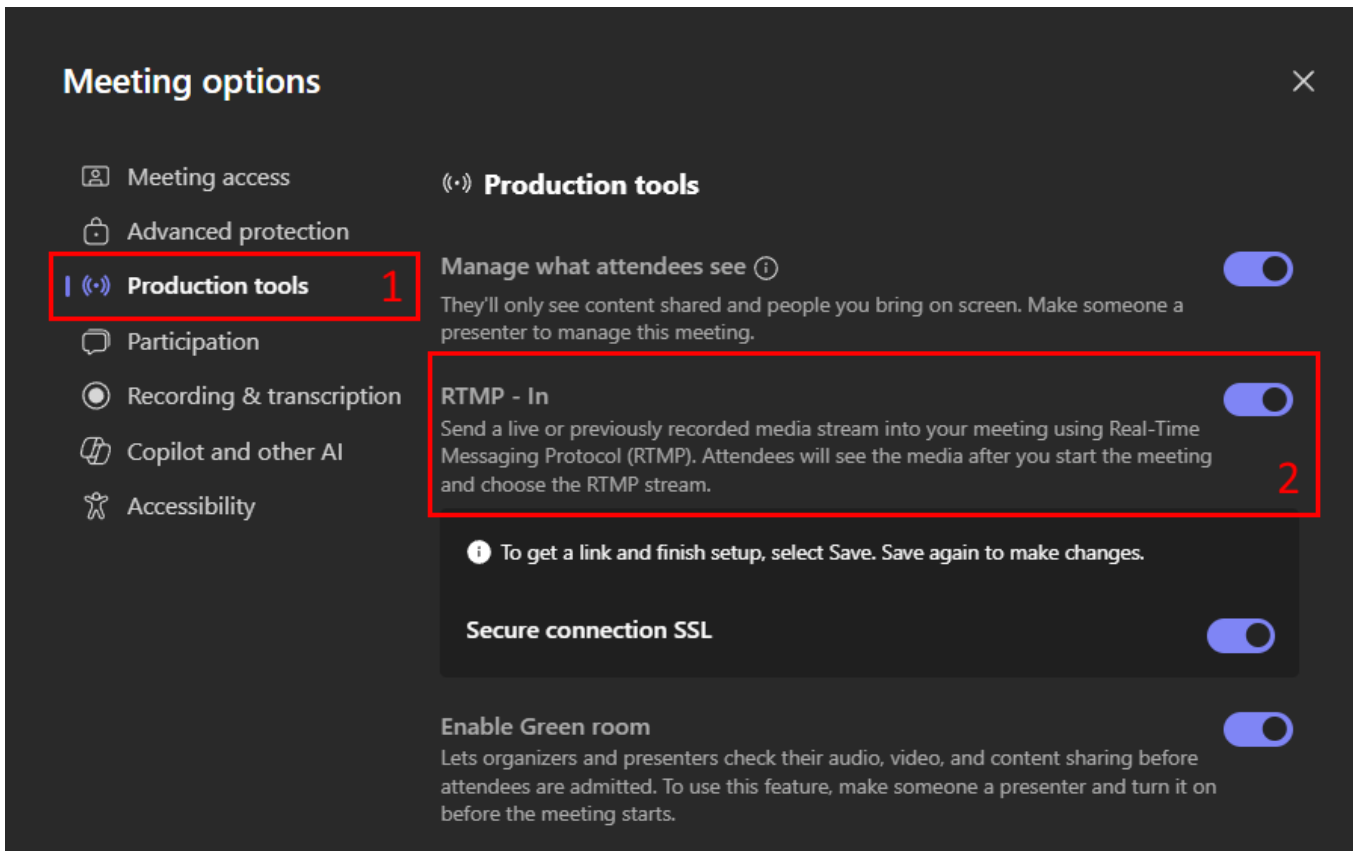 Meeting options
Meeting access
Advanced protection
Production tools 1
Participation
Recording & transcription
Copilot and other AI
Accessibility
Production tools
Manage what attendees see
They'll only see content shared and people you bring on screen. Make someone a
presenter to manage this meeting.
RTMP - In
Send a live or previously recorded media stream into your meeting using Real-Time
Messaging Protocol (RTMP). Attendees will see the media after you start the meeting
and choose the RTMP stream. 2
To get a link and finish setup, select Save. Save again to make changes.
Secure connection SSL
Enable Green room
Lets organizers and presenters check their audio, video, and content sharing before
attendees are admitted. To use this feature, make someone a presenter and turn it on
before the meeting starts.